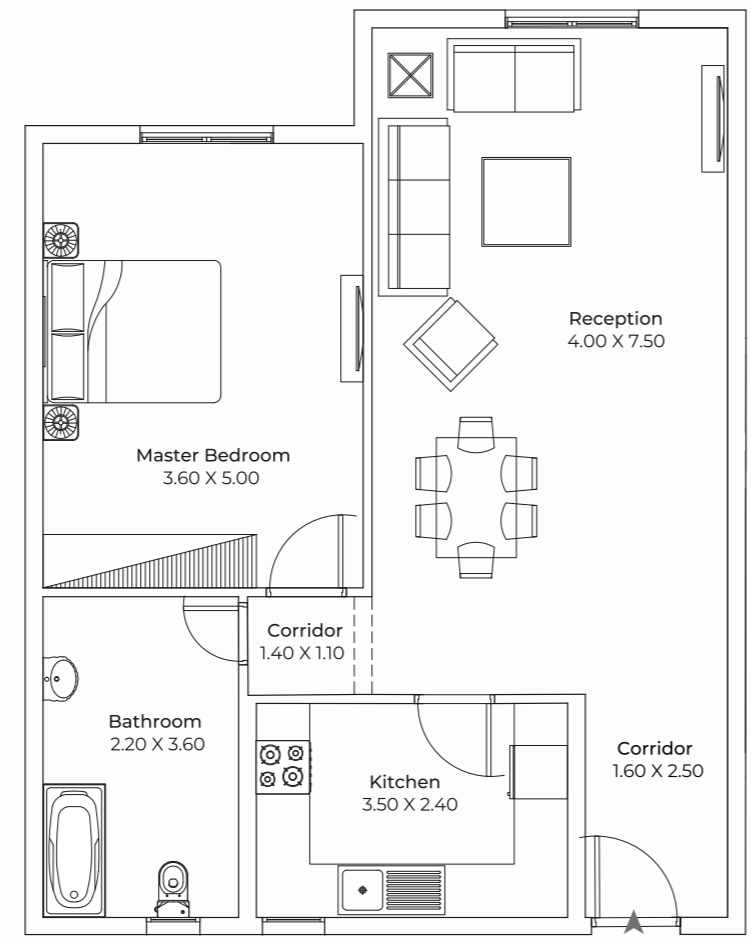 Reception
4.00 X 7.50
Master Bedroom
3.60 X 5.00
Corridor
1.40 X 1.10
Bathroom
2.20 X 3.60
Kitchen
3.50 X 2.40
Corridor
1.60 X 2.50